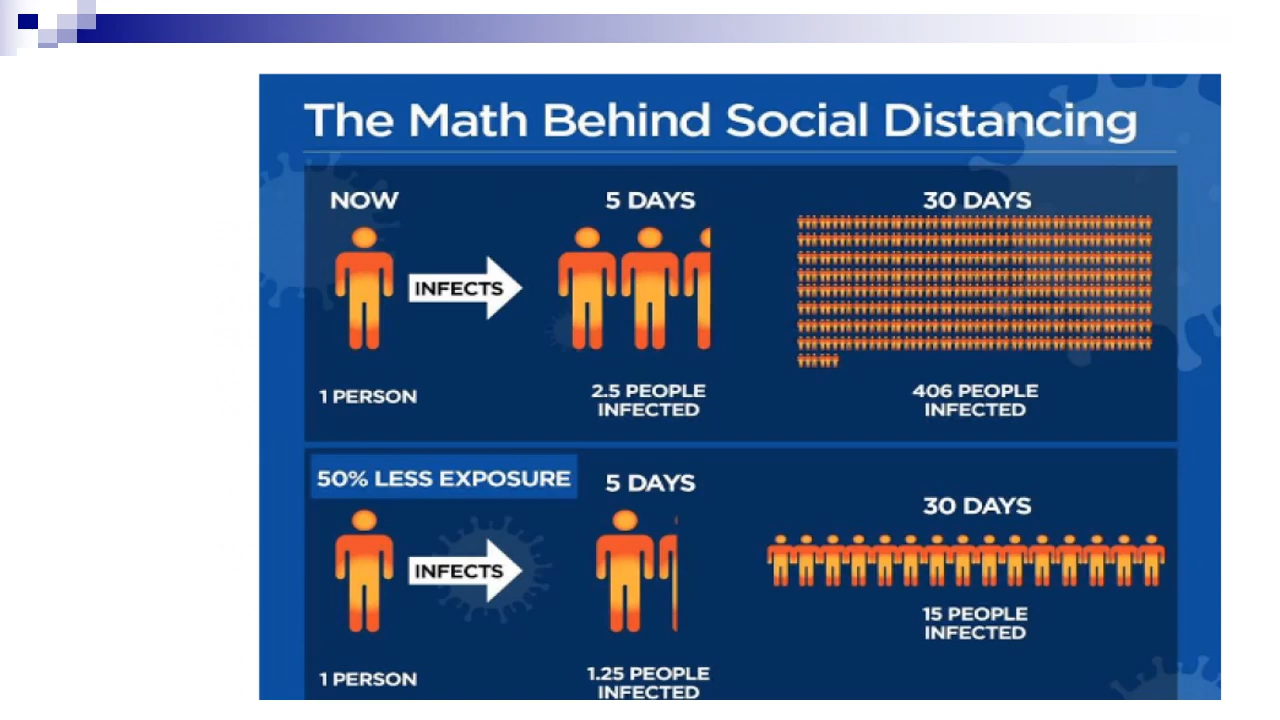 The Math Behind Social Distancing
NOW
5 DAYS
30 DAYS
INFECTS
1 PERSON
2.5 PEOPLE
INFECTED
406 PEOPLE
INFECTED
50% LESS EXPOSURE
5 DAYS
30 DAYS
INFECTS
1 PERSON
1.25 PEOPLE
INFECTED
15 PEOPLE
INFECTED